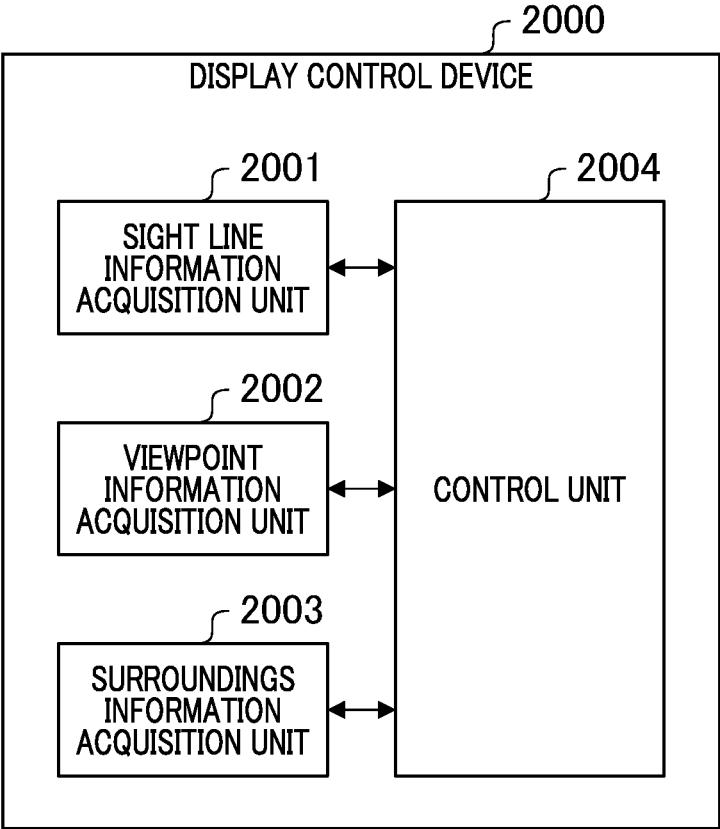 2000
DISPLAY CONTROL DEVICE
2001
SIGHT LINE
INFORMATION
ACQUISITION UNIT
2002
VIEWPOINT
INFORMATION
ACQUISITION UNIT
2003
SURROUNDINGS
INFORMATION
ACQUISITION UNIT
2004
CONTROL UNIT